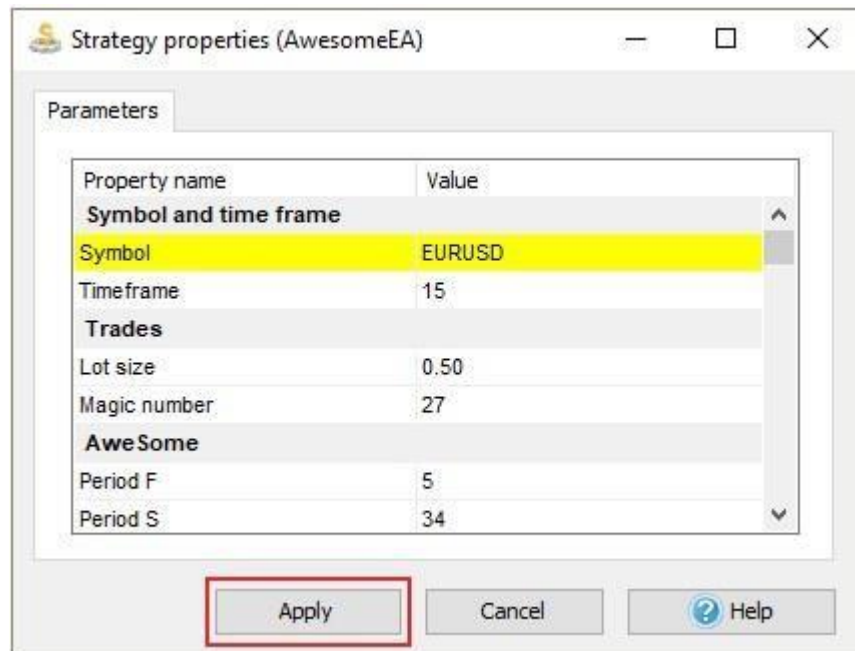 Strategy properties (AwesomeEA)
Parameters
Property name Value
Symbol and time frame
Symbol EURUSD
Timeframe 15
Trades
Lot size 0.50
Magic number 27
AweSome
Period F 5
Period S 34
Apply Cancel Help